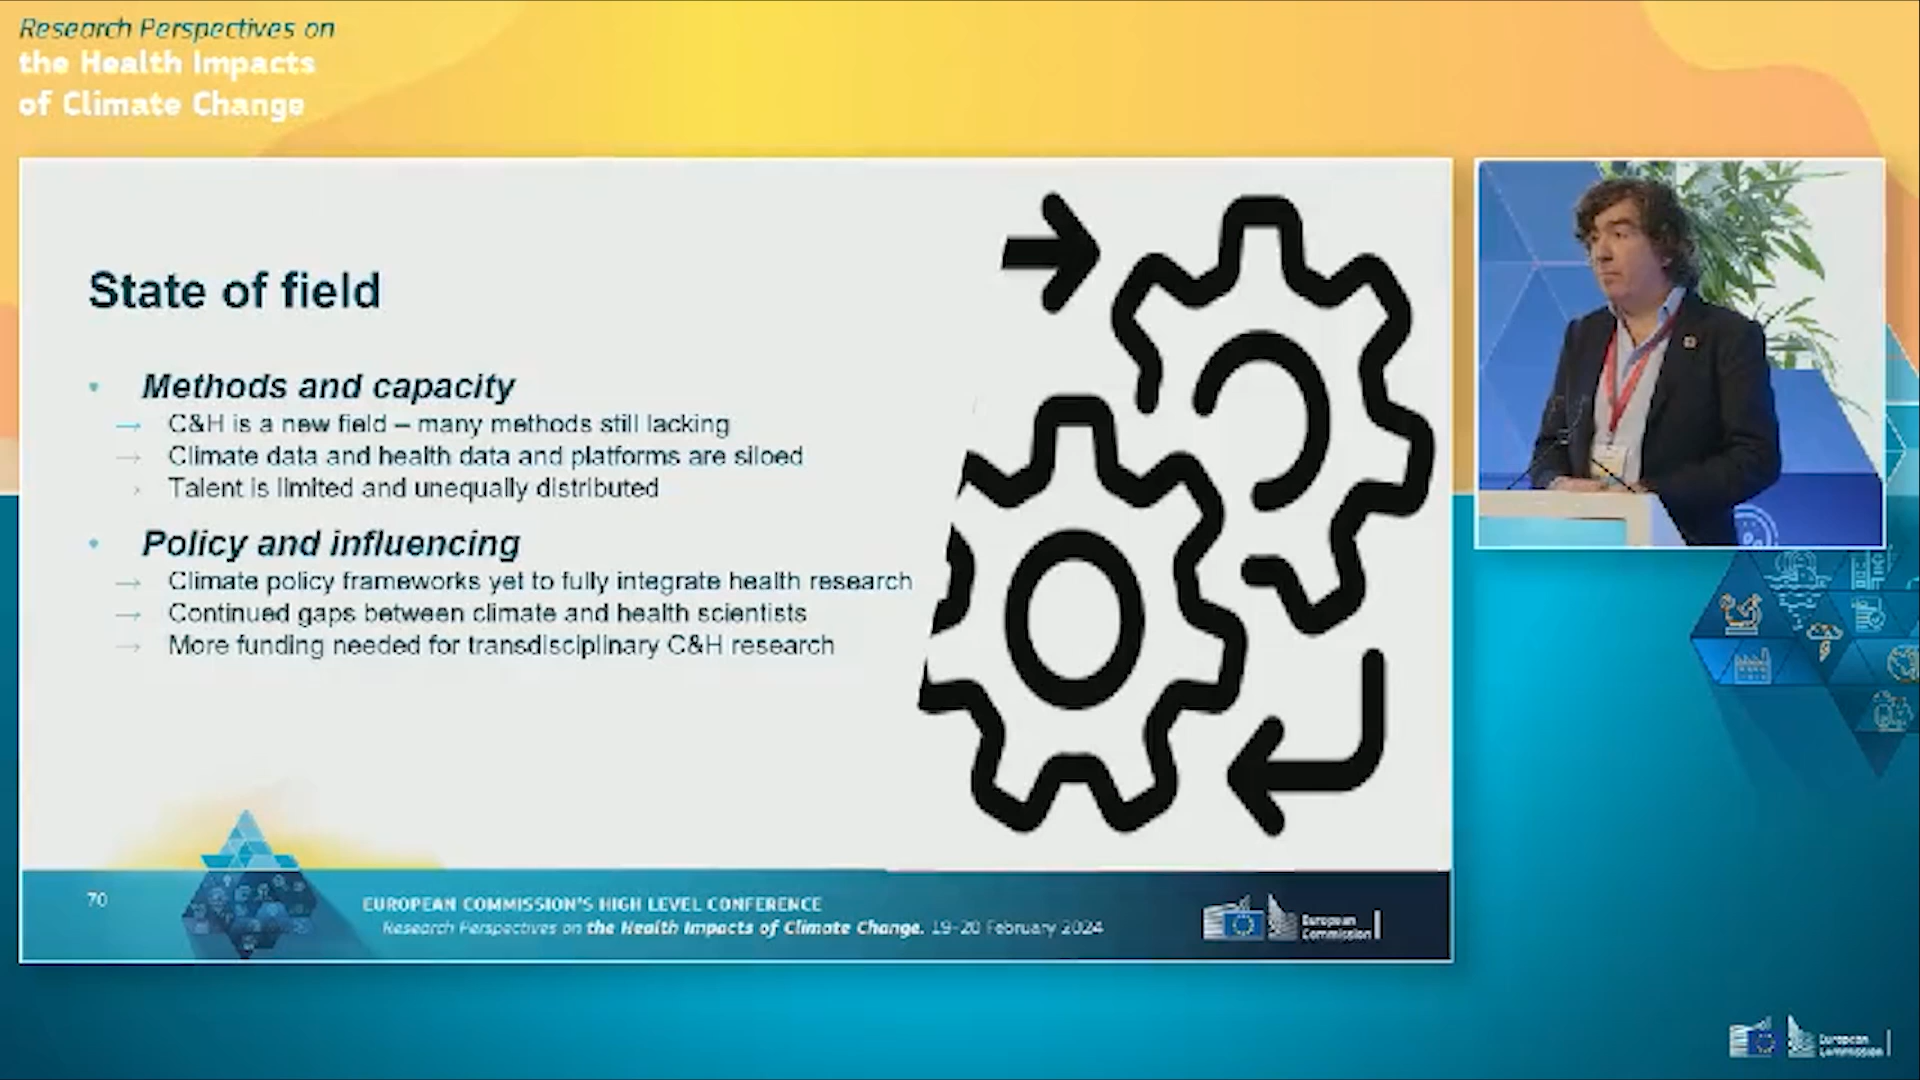 Research Perspectives on
the Health Impacts
of Climate Change
State of field
• Methods and capacity
→ C&H is a new field – many methods still lacking
→ Climate data and health data and platforms are siloed
→ Talent is limited and unequally distributed
• Policy and influencing
→ Climate policy frameworks yet to fully integrate health research
→ Continued gaps between climate and health scientists
→ More funding needed for transdisciplinary C&H research
70
EUROPEAN COMMISSION'S HIGH LEVEL CONFERENCE
Research Perspectives on the Health Impacts of Climate Change. 19-20 February 2024
European
Commission
European
Commission